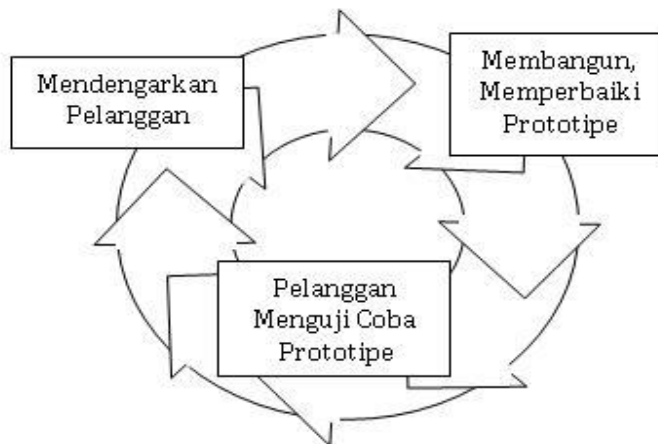 Mendengarkan
Pelanggan
Membangun,
Memperbaiki
Prototipe
Pelanggan
Menguji Coba
Prototipe